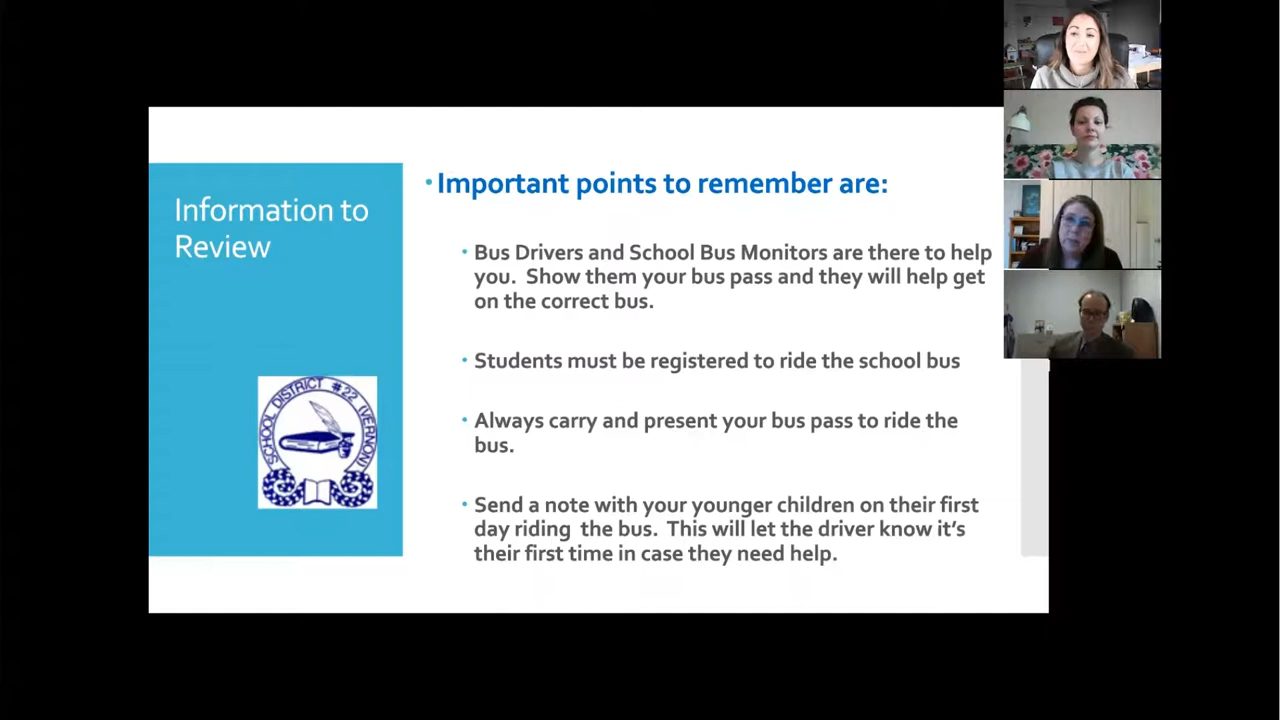 Information to
Review
SCHOOL DISTRICT #22 (VERNON)
• Important points to remember are:
• Bus Drivers and School Bus Monitors are there to help
you.  Show them your bus pass and they will help get
on the correct bus.
• Students must be registered to ride the school bus
• Always carry and present your bus pass to ride the
bus.
• Send a note with your younger children on their first
day riding  the bus.  This will let the driver know it’s
their first time in case they need help.